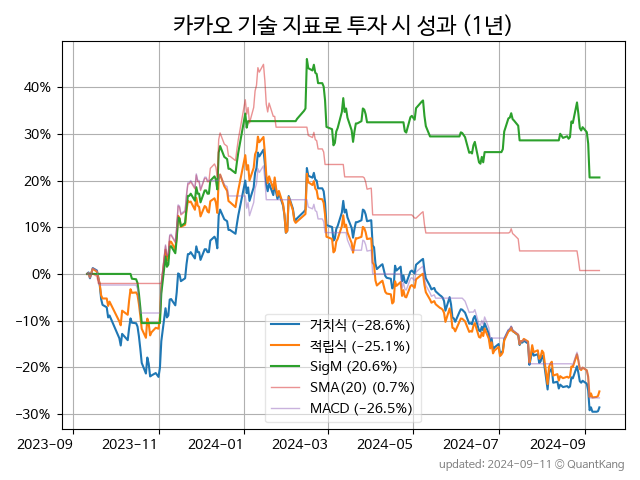 카카오 기술 지표로 투자 시 성과 (1년)
40%
30%
20%
10%
0%
−10%
−20%
−30%
거치식 (−28.6%)
적립식 (−25.1%)
SigM (20.6%)
SMA(20) (0.7%)
MACD (−26.5%)
2023-09 2023-11 2024-01 2024-03 2024-05 2024-07 2024-09
updated: 2024-09-11 © QuantKang